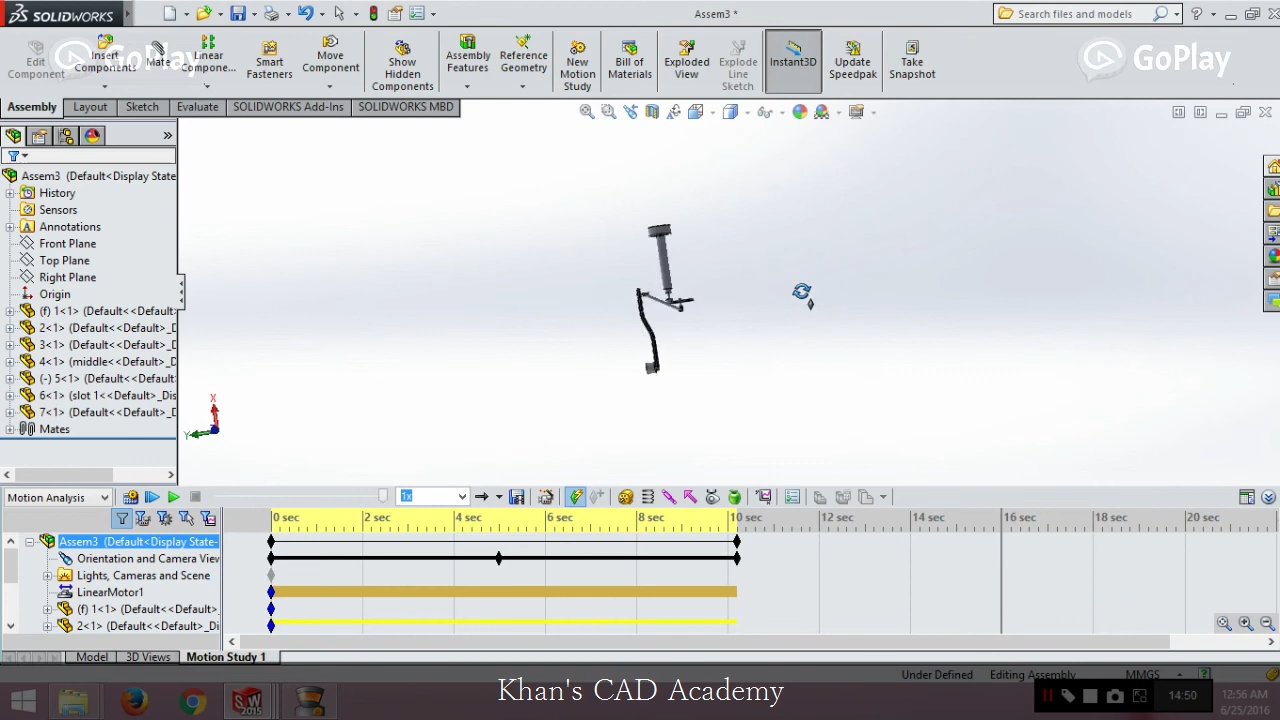 SOLIDWORKS
Assem3 *
Search files and models
Edit Component
Insert Components
Mate
Linear Compone...
Smart Fasteners
Move Component
Show Hidden Components
Assembly Features
Reference Geometry
New Motion Study
Bill of Materials
Exploded View
Explode Line Sketch
Instant3D
Update Speedpak
Take Snapshot
GoPlay
GoPlay
Assembly
Layout
Sketch
Evaluate
SOLIDWORKS Add-Ins
SOLIDWORKS MBD
Assem3 (Default<Display State
History
Sensors
Annotations
Front Plane
Top Plane
Right Plane
Origin
(f) 1<1> (Default<<Default>
2<1> (Default<<Default>_D
3<1> (Default<<Default>_D
4<1> (middle<<Default>_D
(-) 5<1> (Default<<Default>
6<1> (slot 1<<Default>_Dis
7<1> (Default<<Default>_D
Mates
X
Y
Motion Analysis
1x
0 sec
2 sec
4 sec
6 sec
8 sec
10 sec
12 sec
14 sec
16 sec
18 sec
20 sec
Assem3 (Default<Display State-
Orientation and Camera View
Lights, Cameras and Scene
LinearMotor1
(f) 1<1> (Default<<Default>
2<1> (Default<<Default>_Di
Model
3D Views
Motion Study 1
Under Defined
Editing Assembly
MMGS
Khan's CAD Academy
SW
2015
14:50
12:56 AM
6/25/2016